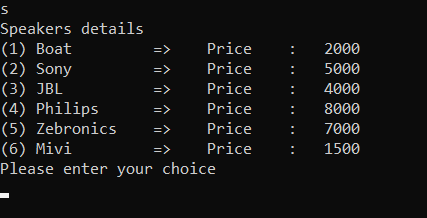 s
Speakers details
(1) Boat => Price : 2000
(2) Sony => Price : 5000
(3) JBL => Price : 4000
(4) Philips => Price : 8000
(5) Zebronics => Price : 7000
(6) Mivi => Price : 1500
Please enter your choice